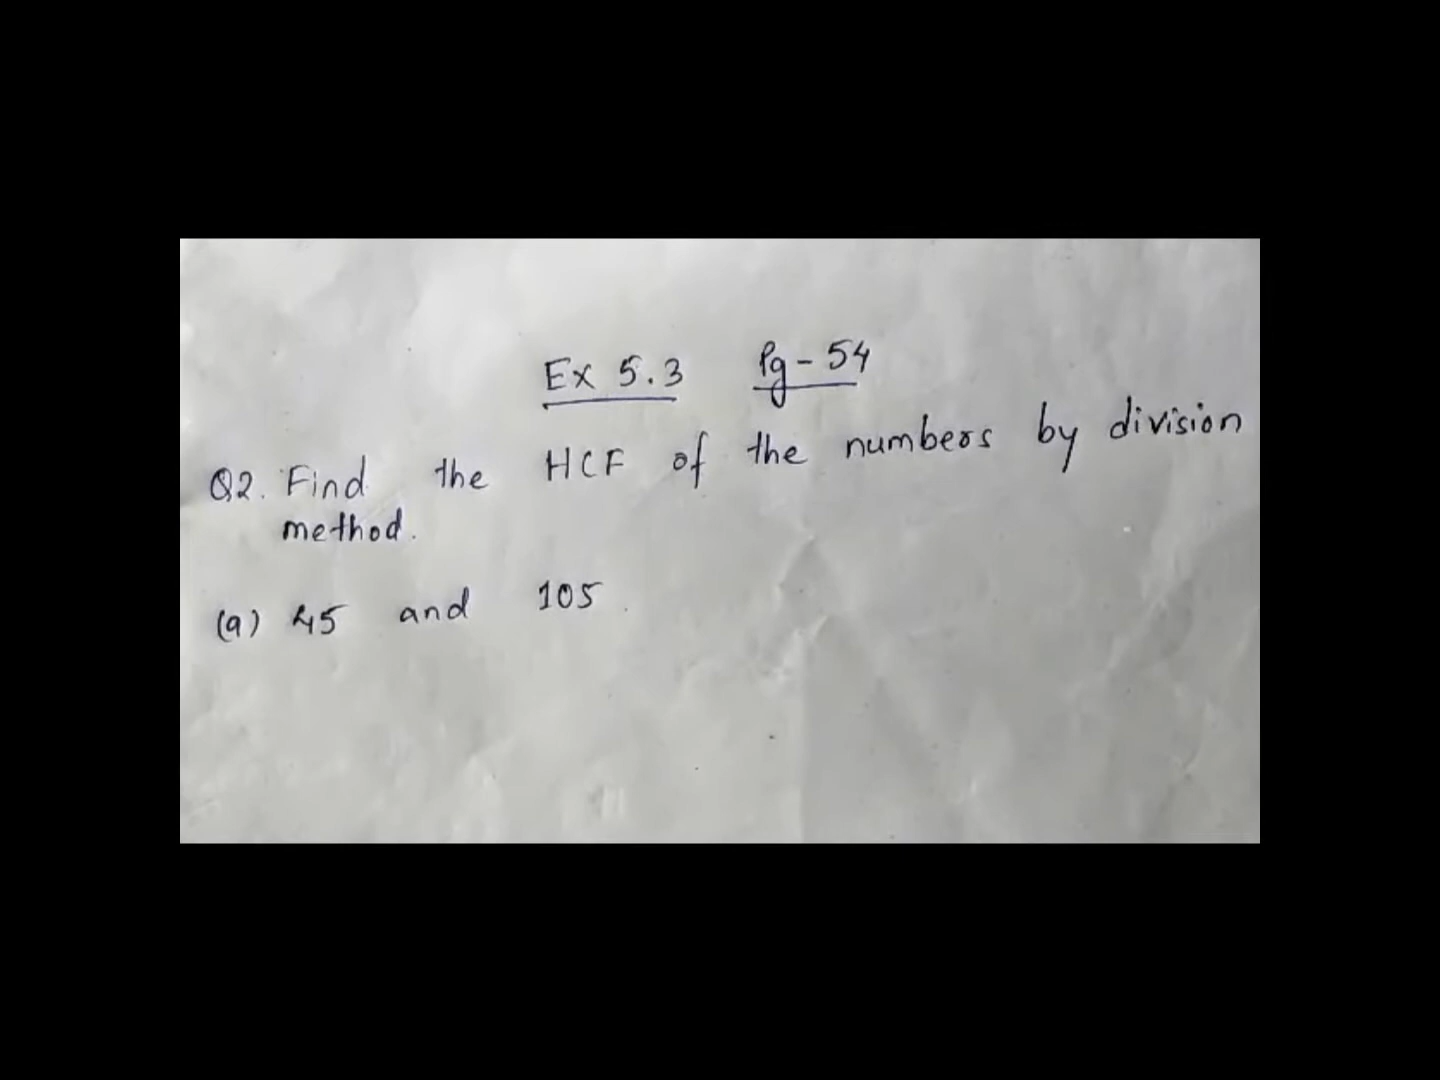 Ex 5.3 Pg - 54
Q2. Find the HCF of the numbers by division
method.
(a) 45 and 105.